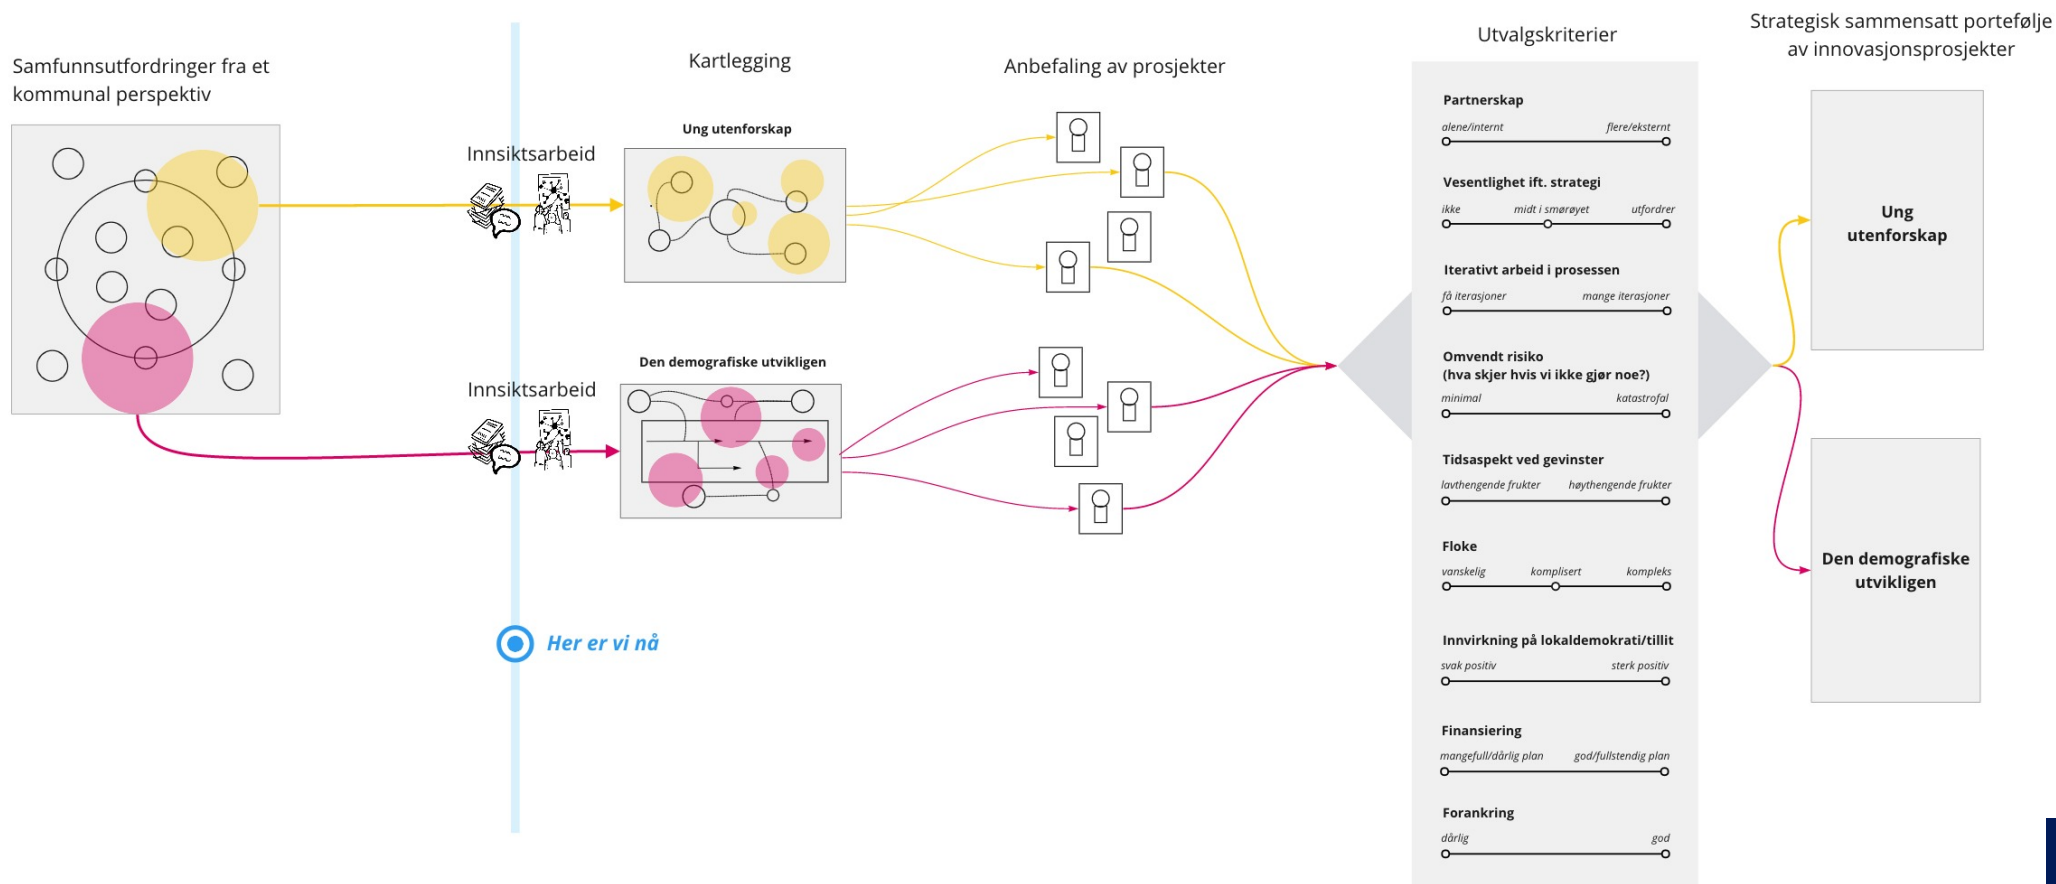 Samfunnsutfordringer fra et
kommunal perspektiv
Innsiktsarbeid
Innsiktsarbeid
Her er vi nå
Kartlegging
Ung utenforskap
Den demografiske utvikligen
Anbefaling av prosjekter
Utvalgskriterier
Partnerskap
alene/internt flere/eksternt
Vesentlighet ift. strategi
ikke midt i smørøyet utfordrer
Iterativt arbeid i prosessen
få iterasjoner mange iterasjoner
Omvendt risiko
(hva skjer hvis vi ikke gjør noe?)
minimal katastrofal
Tidsaspekt ved gevinster
lavthengende frukter høythengende frukter
Floke
vanskelig komplisert kompleks
Innvirkning på lokaldemokrati/tillit
svak positiv sterk positiv
Finansiering
mangefull/dårlig plan god/fullstendig plan
Forankring
dårlig god
Strategisk sammensatt portefølje
av innovasjonsprosjekter
Ung
utenforskap
Den demografiske
utvikligen